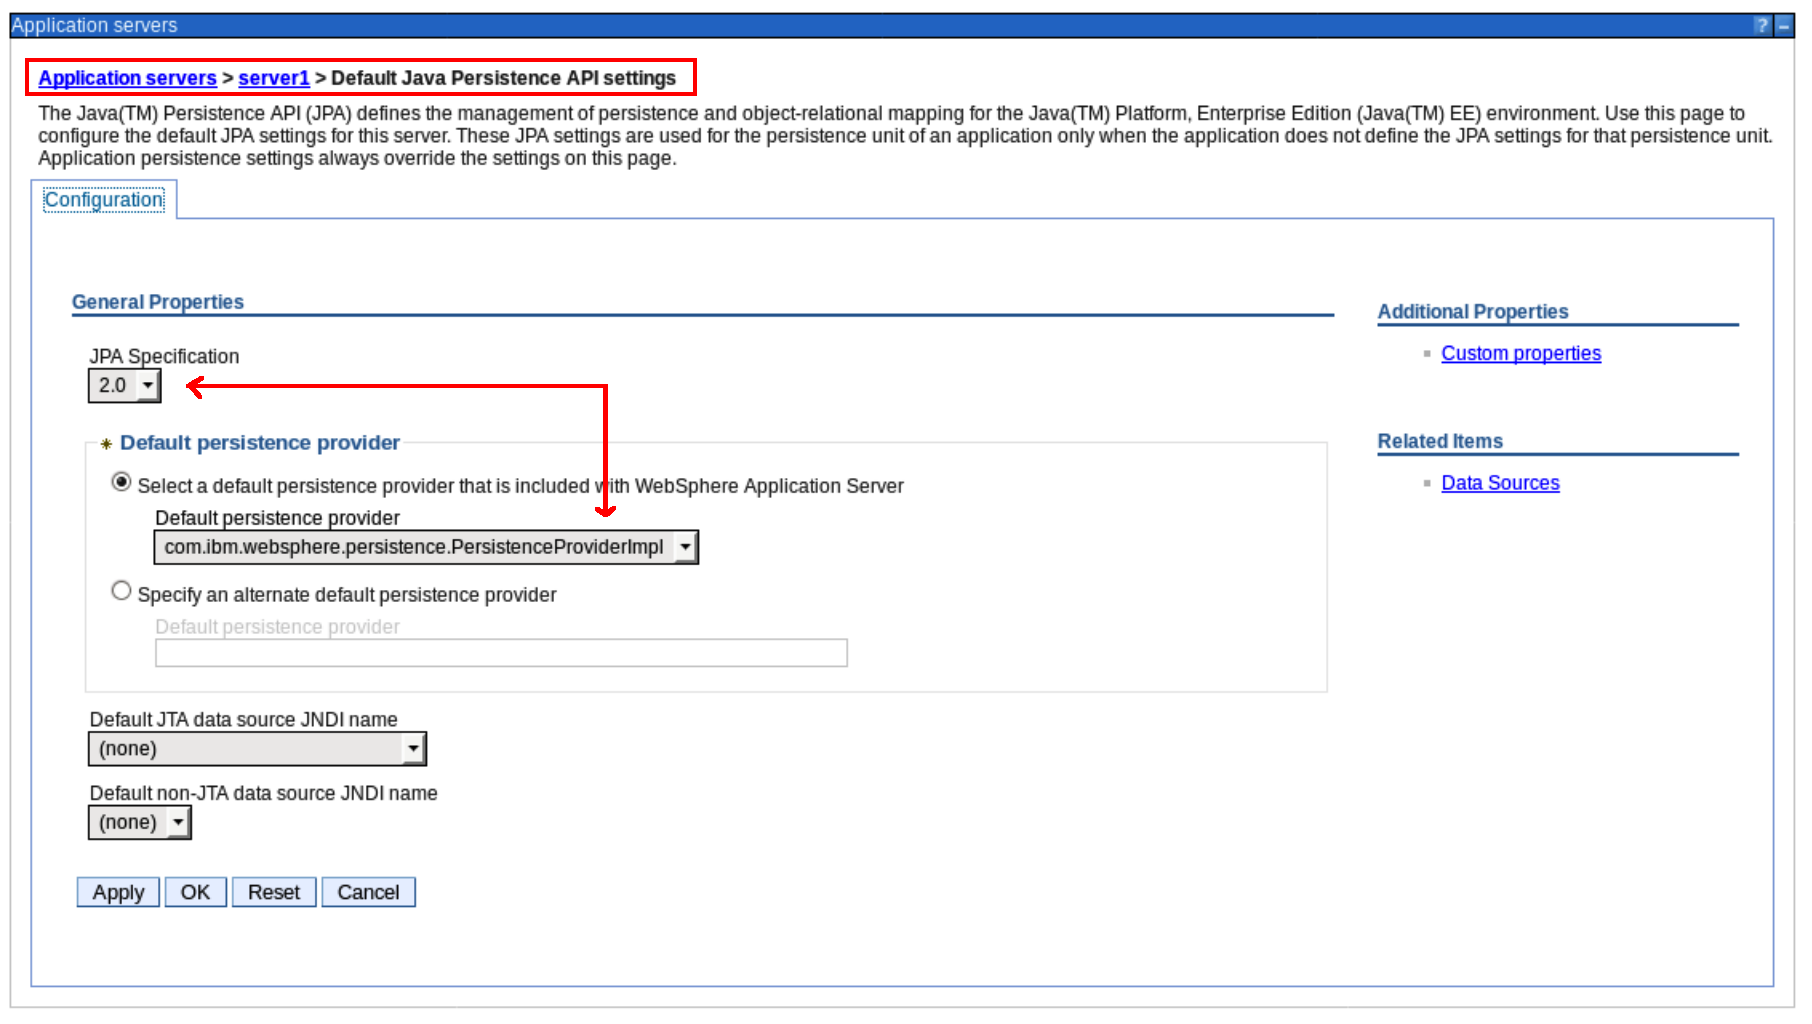 Application servers
Application servers > server1 > Default Java Persistence API settings
The Java(TM) Persistence API (JPA) defines the management of persistence and object-relational mapping for the Java(TM) Platform, Enterprise Edition (Java(TM) EE) environment. Use this page to
configure the default JPA settings for this server. These JPA settings are used for the persistence unit of an application only when the application does not define the JPA settings for that persistence unit.
Application persistence settings always override the settings on this page.
Configuration
General Properties
JPA Specification
2.0
Default persistence provider
Select a default persistence provider that is included with WebSphere Application Server
Default persistence provider
com.ibm.websphere.persistence.PersistenceProviderImpl
Specify an alternate default persistence provider
Default persistence provider
Default JTA data source JNDI name
(none)
Default non-JTA data source JNDI name
(none)
Apply OK Reset Cancel
Additional Properties
Custom properties
Related Items
Data Sources